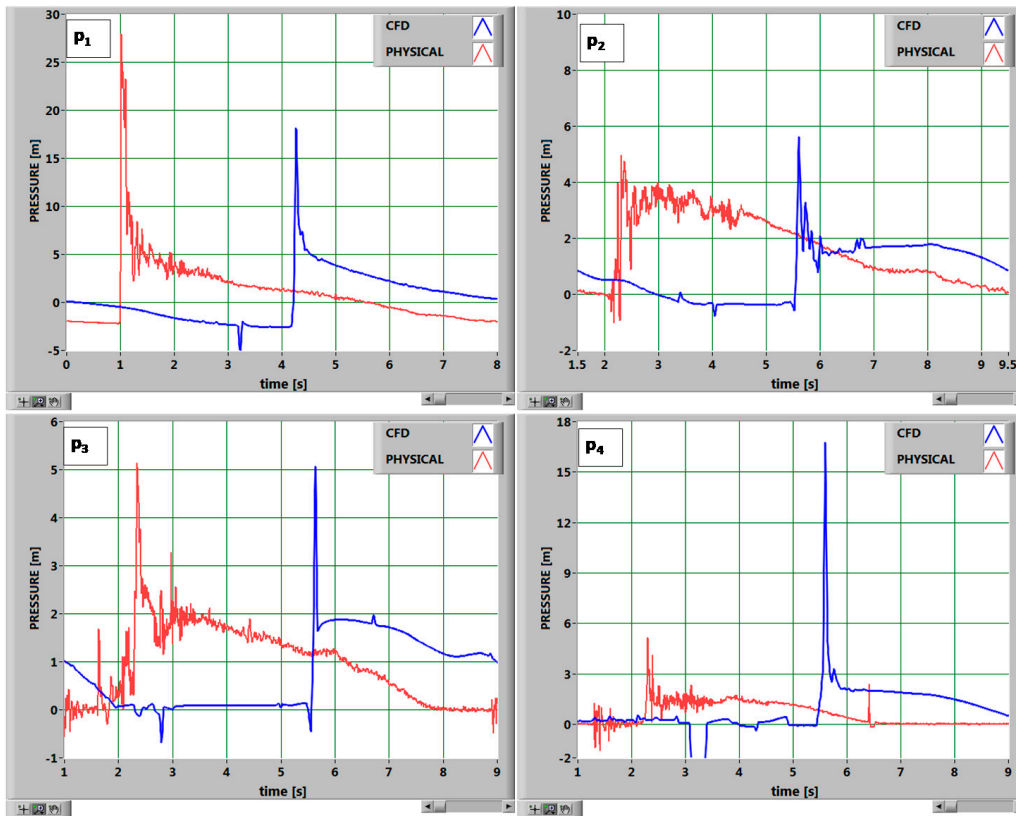 p1
CFD
PHYSICAL
PRESSURE [m]
30
25
20
15
10
5
0
-5
0 1 2 3 4 5 6 7 8
time [s]
p2
CFD
PHYSICAL
PRESSURE [m]
10
8
6
4
2
0
-2
1.5 2 3 4 5 6 7 8 9 9.5
time [s]
p3
CFD
PHYSICAL
PRESSURE [m]
6
5
4
3
2
1
0
-1
1 2 3 4 5 6 7 8 9
time [s]
p4
CFD
PHYSICAL
PRESSURE [m]
18
15
12
9
6
3
0
-2
1 2 3 4 5 6 7 8 9
time [s]